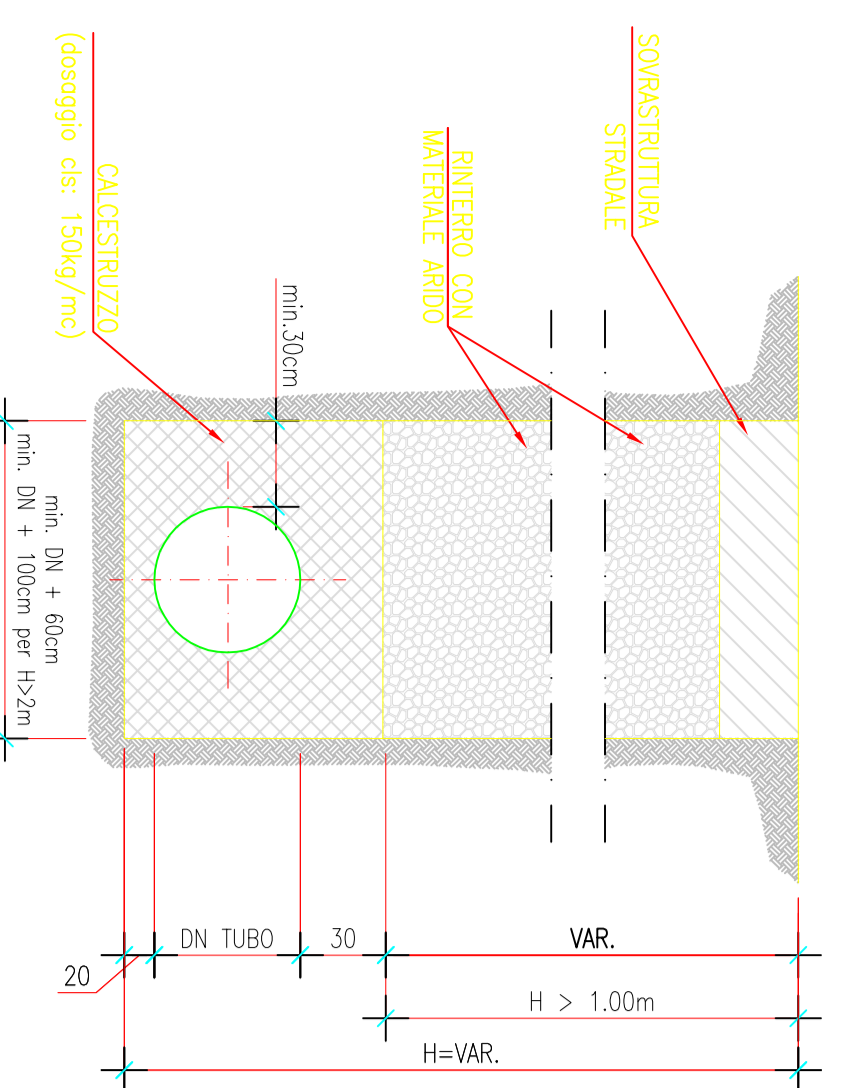 SOVRASTRUTTURA
STRADALE
RINTERRO CON
MATERIALE ARIDO
CALCESTRUZZO
(dosaggio cls: 150kg/mc)
min.30cm
min. DN + 60cm
min. DN + 100cm per H>2m
20
DN TUBO
30
VAR.
H > 1.00m
H=VAR.